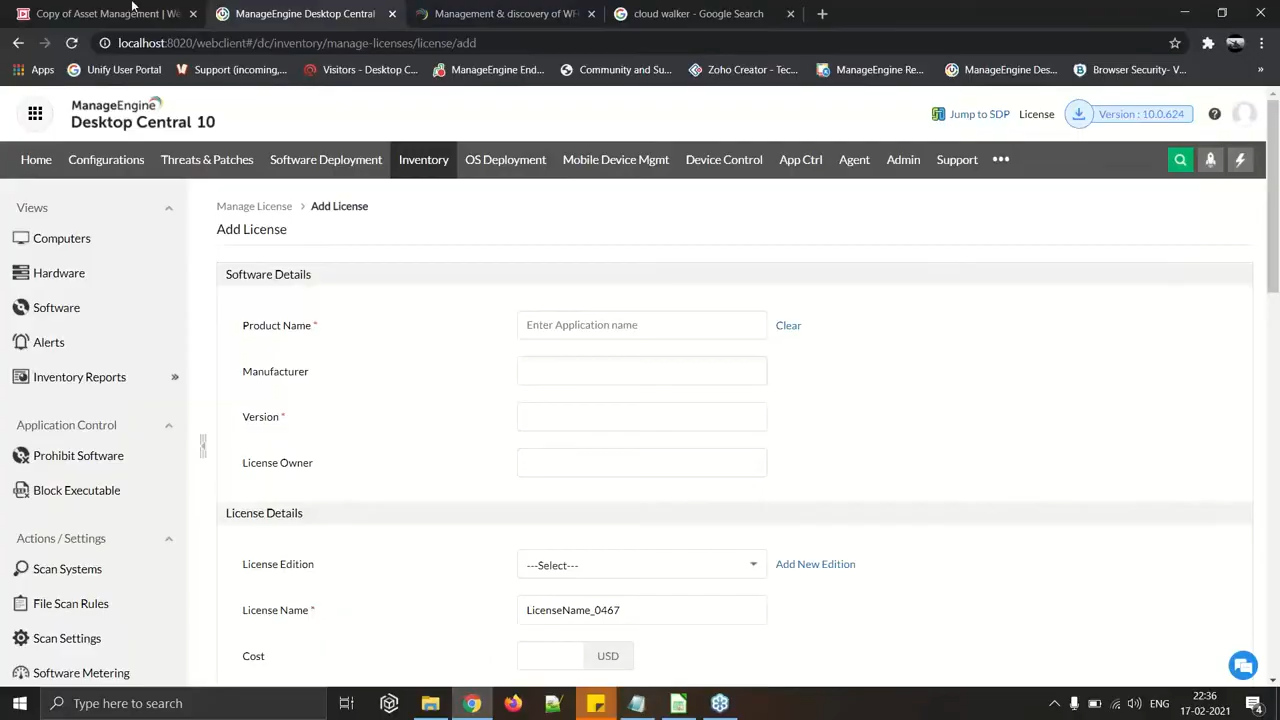 Copy of Asset Management | We
ManageEngine Desktop Central
Management & discovery of WFH
cloud walker - Google Search
localhost:8020/webclient#/dc/inventory/manage-licenses/license/add
Apps
Unify User Portal
Support (incoming,...
Visitors - Desktop C...
ManageEngine End...
Community and Su...
Zoho Creator - Tec...
ManageEngine Re...
ManageEngine Des...
Browser Security- V...
»
ManageEngine
Desktop Central 10
Jump to SDP
License
Version : 10.0.624
Home
Configurations
Threats & Patches
Software Deployment
Inventory
OS Deployment
Mobile Device Mgmt
Device Control
App Ctrl
Agent
Admin
Support
•••
Views
Computers
Hardware
Software
Alerts
Inventory Reports »
Application Control
Prohibit Software
Block Executable
Actions / Settings
Scan Systems
File Scan Rules
Scan Settings
Software Metering
Manage License > Add License
Add License
Software Details
Product Name * Enter Application name Clear
Manufacturer
Version *
License Owner
License Details
License Edition ---Select--- Add New Edition
License Name * LicenseName_0467
Cost USD
Type here to search
ENG
22:36
17-02-2021
4